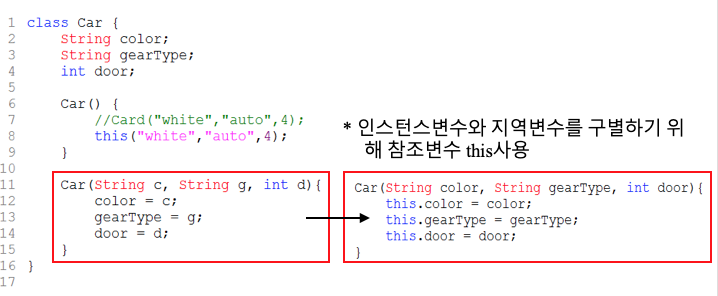 1 class Car {
2 String color;
3 String gearType;
4 int door;
5
6 Car() {
7 //Card("white","auto",4);
8 this("white","auto",4);
9 }
10
11 Car(String c, String g, int d){
12 color = c;
13 gearType = g;
14 door = d;
15 }
16 }
17
* 인스턴스변수와 지역변수를 구별하기 위
해 참조변수 this사용
Car(String color, String gearType, int door){
this.color = color;
this.gearType = gearType;
this.door = door;
}